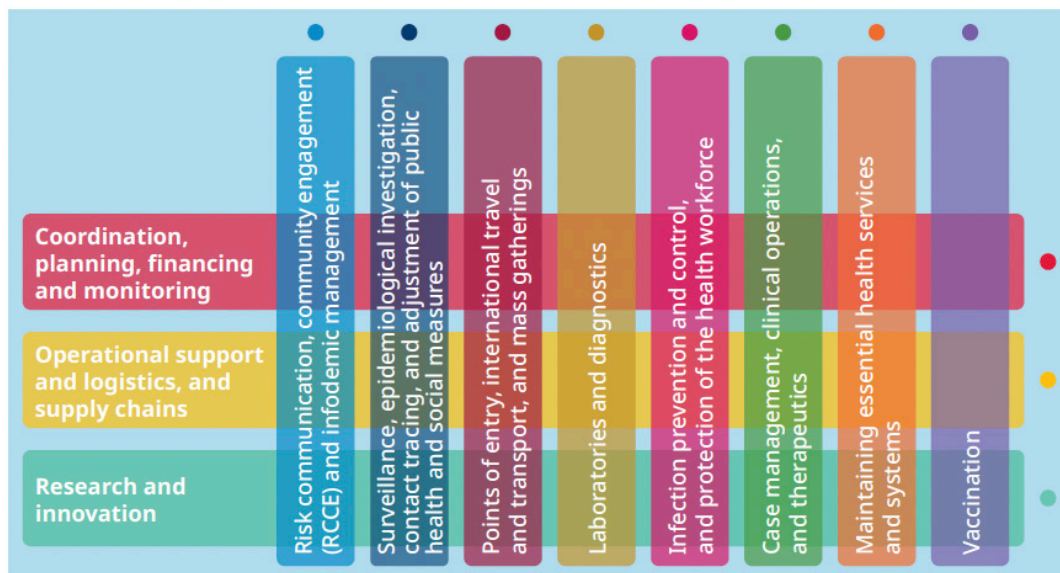 Coordination,
planning, financing
and monitoring
Operational support
and logistics, and
supply chains
Research and
innovation
Risk communication, community engagement
(RCCE) and infodemic management
Surveillance, epidemiological investigation,
contact tracing, and adjustment of public
health and social measures
Points of entry, international travel
and transport, and mass gatherings
Laboratories and diagnostics
Infection prevention and control,
and protection of the health workforce
Case management, clinical operations,
and therapeutics
Maintaining essential health services
and systems
Vaccination